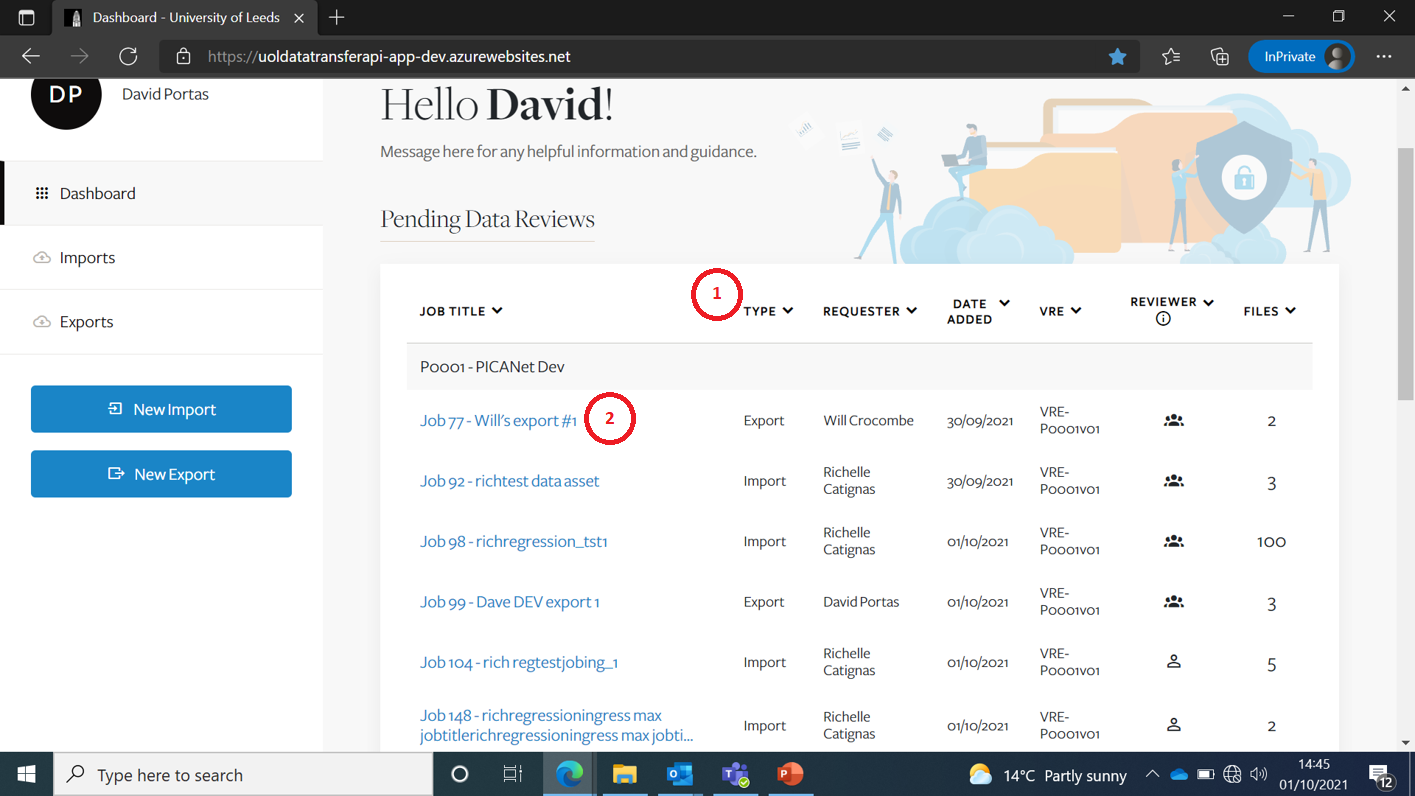 Dashboard - University of Leeds
https://uoldatatransferapi-app-dev.azurewebsites.net
InPrivate
DP
David Portas
Dashboard
Imports
Exports
New Import
New Export
Hello David!
Message here for any helpful information and guidance.
Pending Data Reviews
1
JOB TITLE TYPE REQUESTER DATE ADDED VRE REVIEWER FILES
P0001 - PICANet Dev
Job 77 - Will's export #1 2 Export Will Crocombe 30/09/2021 VRE-P0001V01 2
Job 92 - richtest data asset Import Richelle Catignas 30/09/2021 VRE-P0001V01 3
Job 98 - richregression_tst1 Import Richelle Catignas 01/10/2021 VRE-P0001V01 100
Job 99 - Dave DEV export 1 Export David Portas 01/10/2021 VRE-P0001V01 3
Job 104 - rich regtestjobing_1 Import Richelle Catignas 01/10/2021 VRE-P0001V01 5
Job 148 - richregressioningress max
jobtitlerichregressioningress max jobti... Import Richelle Catignas 01/10/2021 VRE-P0001V01 2
Type here to search
14°C Partly sunny
14:45
01/10/2021
12